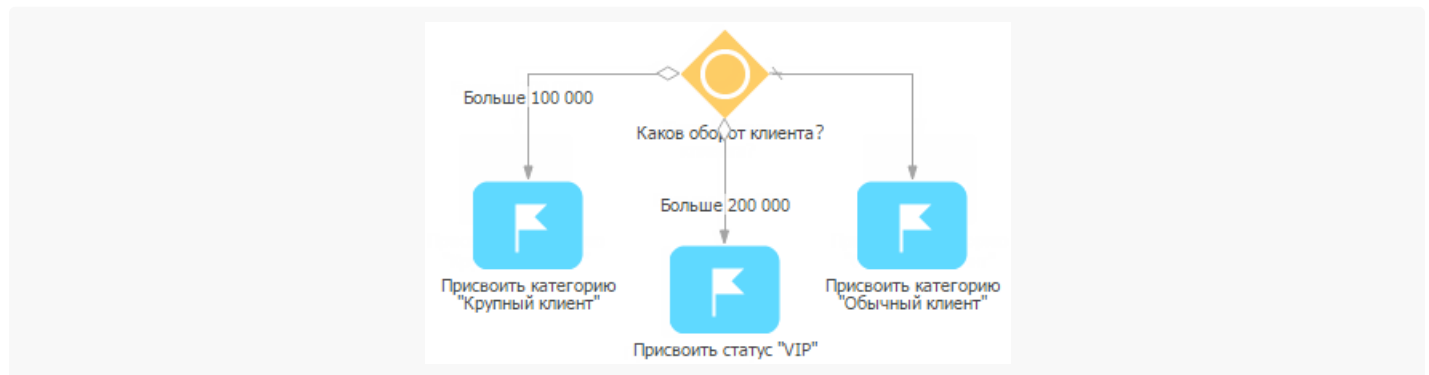 Больше 100 000
Каков оборот клиента?
Больше 200 000
Присвоить категорию
"Крупный клиент"
Присвоить категорию
"Обычный клиент"
Присвоить статус "VIP"